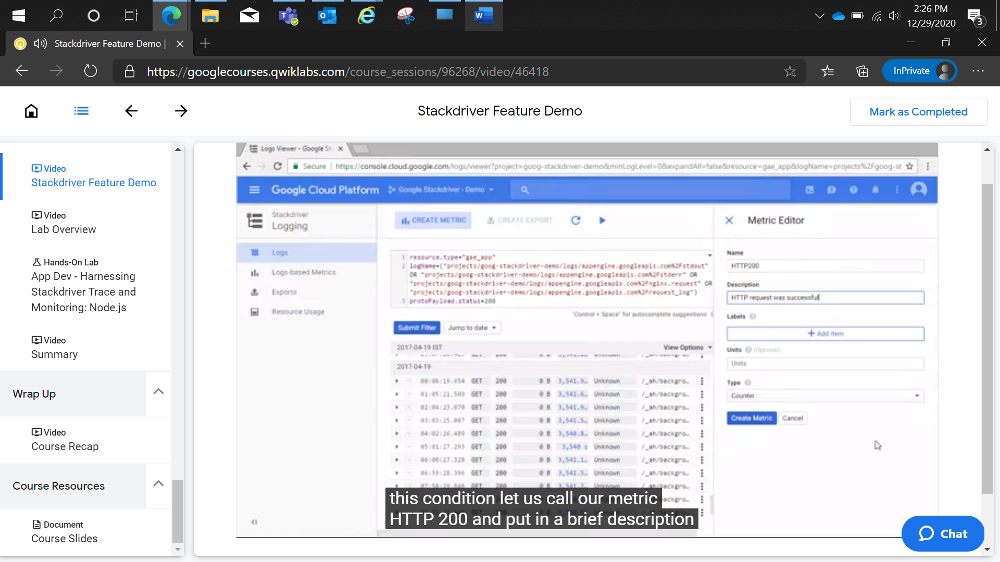 2:26 PM
12/29/2020
3
Stackdriver Feature Demo |
https://googlecourses.qwiklabs.com/course_sessions/96268/video/46418
InPrivate
Stackdriver Feature Demo
Mark as Completed
Video
Stackdriver Feature Demo
Video
Lab Overview
Hands-On Lab
App Dev - Harnessing
Stackdriver Trace and
Monitoring: Node.js
Video
Summary
Wrap Up
Video
Course Recap
Course Resources
Document
Course Slides
Logs Viewer - Google St
Secure | https://console.cloud.google.com/logs/viewer?project=goog-stackdriver-demo&minLogLevel=0&expandAll=false&resource=gae_app&logName=projects%2Fgoog-st
Google Cloud Platform
Google Stackdriver - Demo
Stackdriver
Logging
CREATE METRIC
CREATE EXPORT
Logs
Logs-based Metrics
Exports
Resource Usage
1 resource.type="gae_app"
2 logName=("projects/goog-stackdriver-demo/logs/appengine.googleapis.com%2Fstdout"
OR "projects/goog-stackdriver-demo/logs/appengine.googleapis.com%2Fstderr" OR
"projects/goog-stackdriver-demo/logs/appengine.googleapis.com%2Fnginx.request" OR
"projects/goog-stackdriver-demo/logs/appengine.googleapis.com%2Frequest_log")
3 protoPayload.status=200
"Control + Space" for autocomplete suggestions
Submit Filter
Jump to date
2017-04-19 IST
View Options
2017-04-19
00:06:19.654 GET 200 0 B 3,541.9… Unknown /_ah/backgro…
01:05:21.509 GET 200 0 B 3,541.6… Unknown /_ah/backgro…
02:04:23.070 GET 200 0 B 3,541.9… Unknown /_ah/backgro…
03:03:25.007 GET 200 0 B 3,541.5… Unknown /_ah/backgro…
04:02:26.489 GET 200 0 B 3,540.8… Unknown /_ah/backgro…
05:01:27.293 GET 200 0 B 3,540 s Unknown /_ah/backgro…
06:00:27.328 GET 200 0 B 3,541.1… Unknown /_ah/backgro…
06:59:28.396 GET 200 0 B 3,541.5… Unknown /_ah/backgro…
07:58:29.848 GET 200 0 B 3,541.2… Unknown /_ah/backgro…
Metric Editor
Name
HTTP200
Description
HTTP request was successful
Labels
+ Add item
Units (Optional)
Units
Type
Counter
Create Metric
Cancel
this condition let us call our metric
HTTP 200 and put in a brief description
Chat